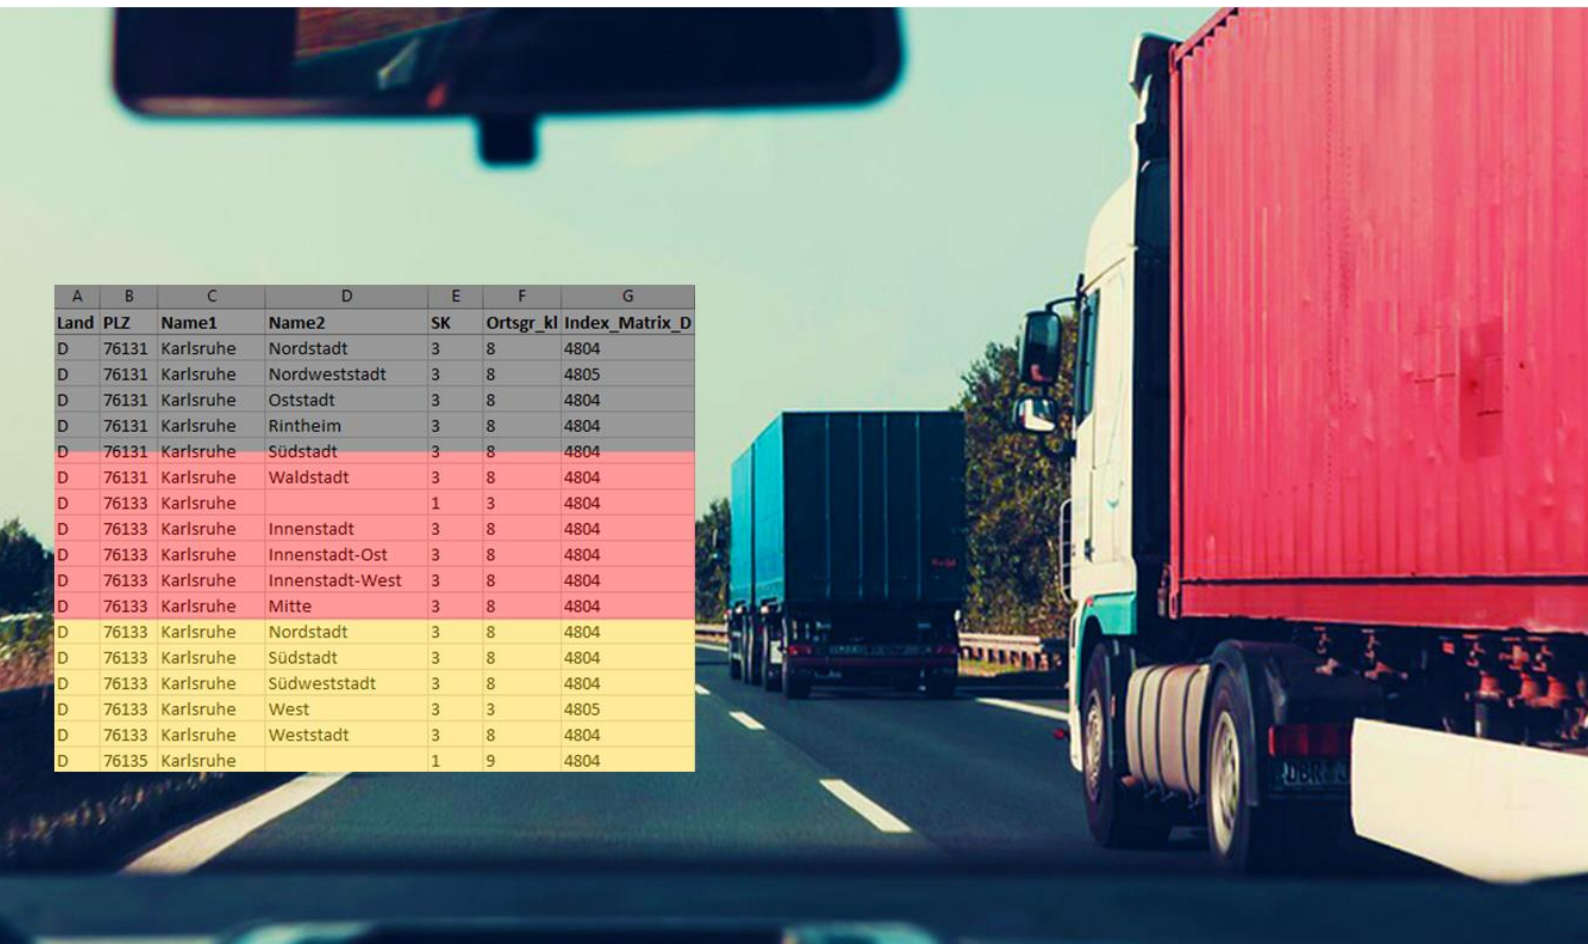 A B C D E F G
Land PLZ Name1 Name2 SK Ortsgr_kl Index_Matrix_D
D 76131 Karlsruhe Nordstadt 3 8 4804
D 76131 Karlsruhe Nordweststadt 3 8 4805
D 76131 Karlsruhe Oststadt 3 8 4804
D 76131 Karlsruhe Rintheim 3 8 4804
D 76131 Karlsruhe Südstadt 3 8 4804
D 76131 Karlsruhe Waldstadt 3 8 4804
D 76133 Karlsruhe 1 3 4804
D 76133 Karlsruhe Innenstadt 3 8 4804
D 76133 Karlsruhe Innenstadt-Ost 3 8 4804
D 76133 Karlsruhe Innenstadt-West 3 8 4804
D 76133 Karlsruhe Mitte 3 8 4804
D 76133 Karlsruhe Nordstadt 3 8 4804
D 76133 Karlsruhe Südstadt 3 8 4804
D 76133 Karlsruhe Südweststadt 3 8 4804
D 76133 Karlsruhe West 3 3 4805
D 76133 Karlsruhe Weststadt 3 8 4804
D 76135 Karlsruhe 1 9 4804